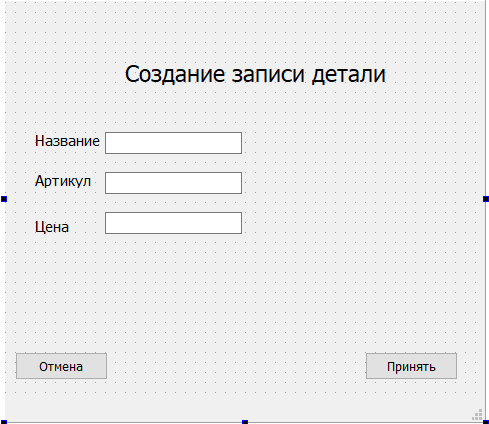 Создание записи детали
Название
Артикул
Цена
Отмена Принять